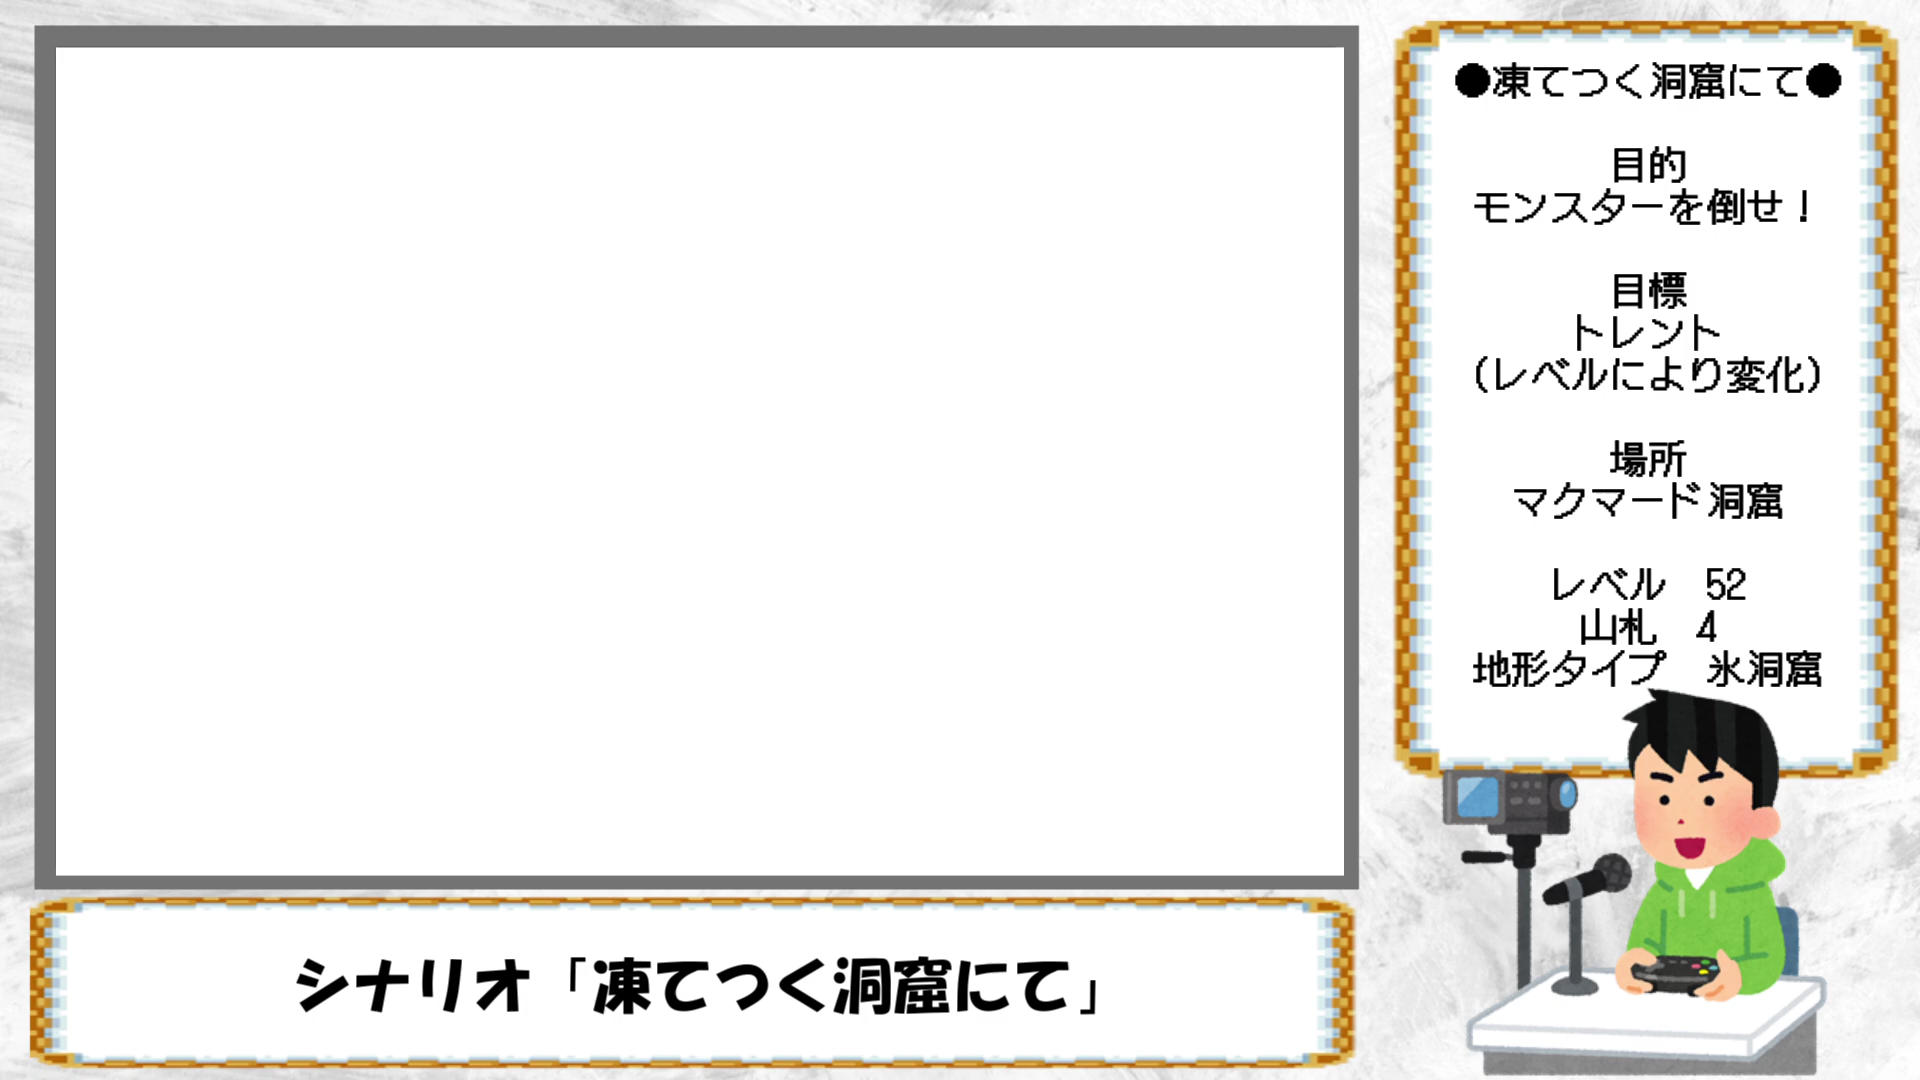 ●凍てつく洞窟にて●
目的
モンスターを倒せ！
目標
トレント
（レベルにより変化）
場所
マクマード洞窟
レベル　52
山札　4
地形タイプ　氷洞窟
シナリオ「凍てつく洞窟にて」